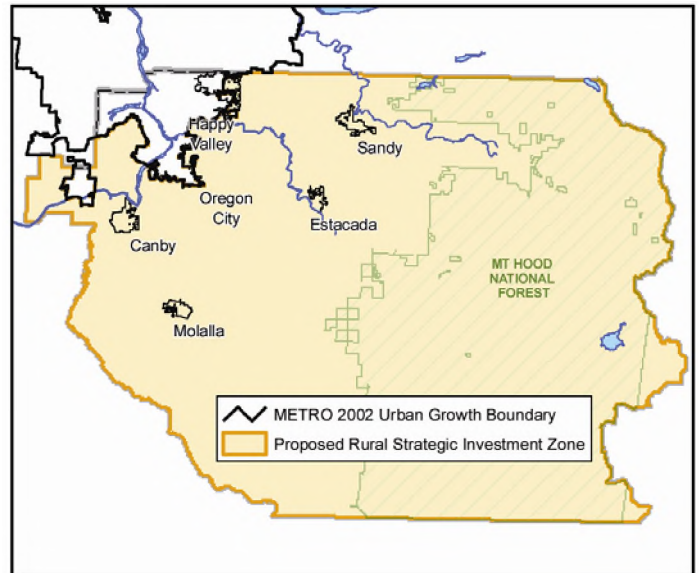 Happy
Valley
Sandy
Oregon
City
Estacada
Canby
MT HOOD
NATIONAL
FOREST
Molalla
METRO 2002 Urban Growth Boundary
Proposed Rural Strategic Investment Zone